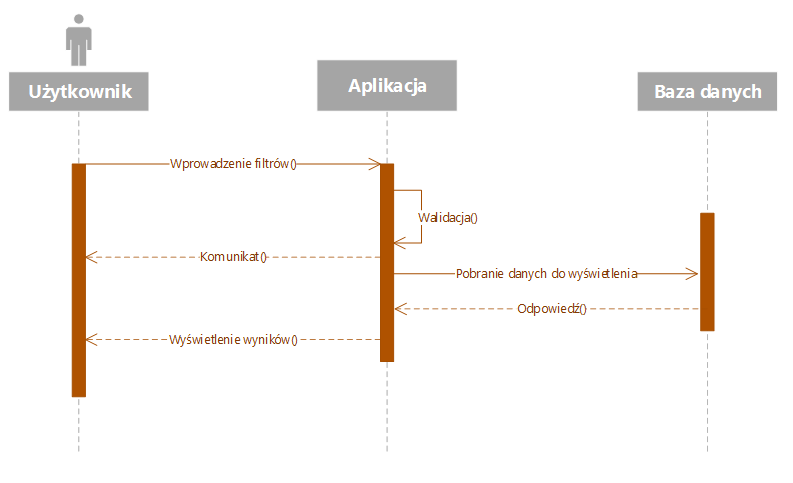 Użytkownik
Aplikacja
Baza danych
Wprowadzenie filtrów()
Walidacja()
Komunikat()
Pobranie danych do wyświetlenia
Odpowiedź()
Wyświetlenie wyników()